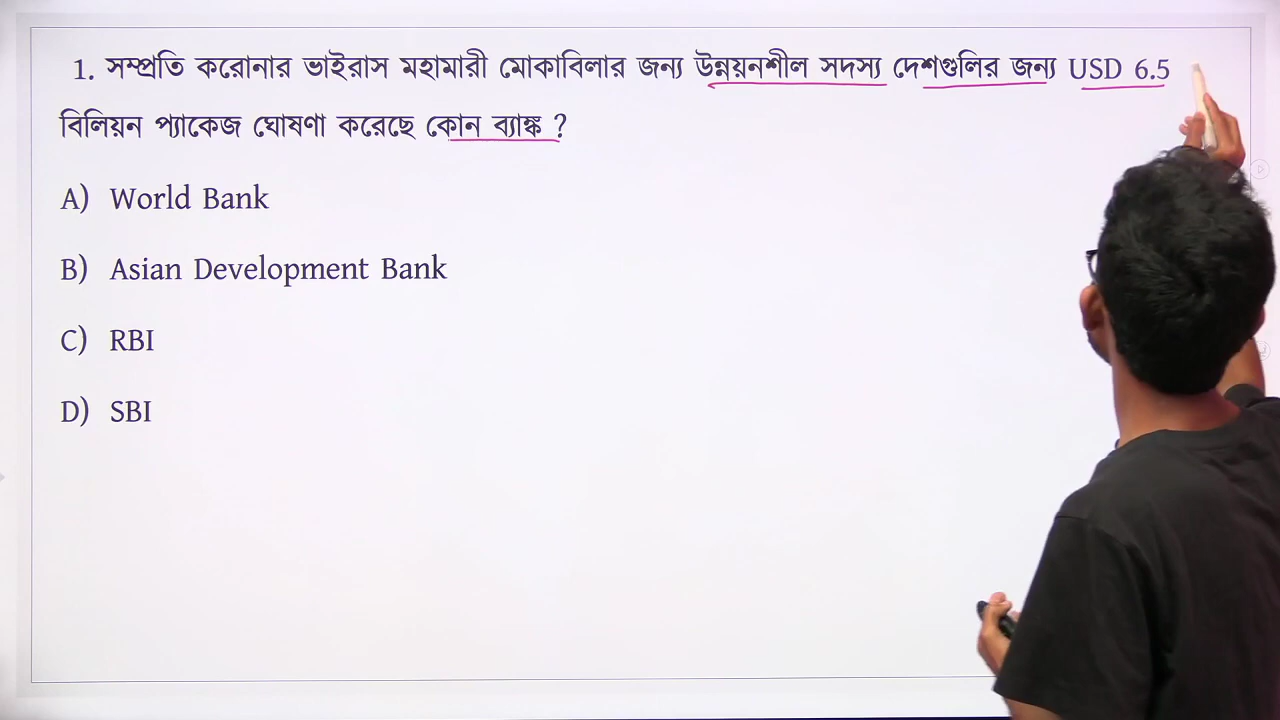 1. সম্প্রতি করোনার ভাইরাস মহামারী মোকাবিলার জন্য উন্নয়নশীল সদস্য দেশগুলির জন্য USD 6.5
বিলিয়ন প্যাকেজ ঘোষণা করেছে কোন ব্যাঙ্ক ?
A) World Bank
B) Asian Development Bank
C) RBI
D) SBI